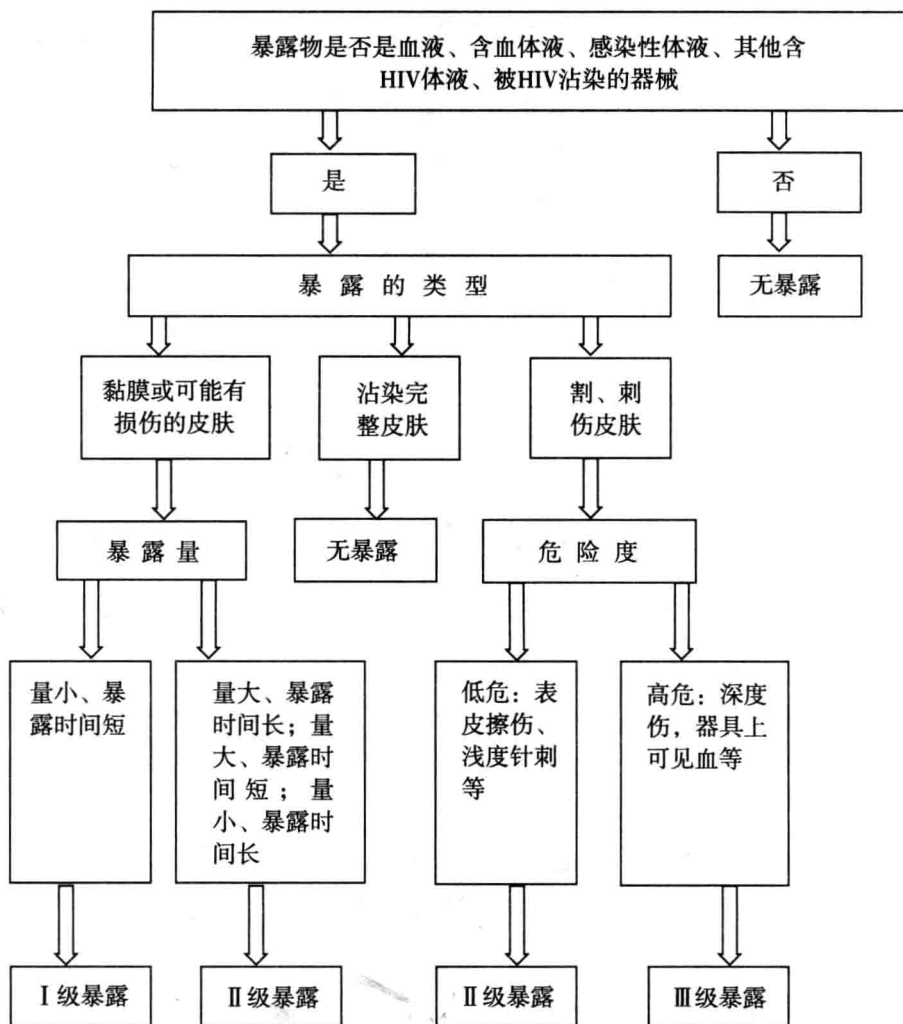 暴露物是否是血液、含血体液、感染性体液、其他含
HIV体液、被HIV沾染的器械
是
否
暴露的类型
无暴露
黏膜或可能有
损伤的皮肤
沾染完
整皮肤
割、刺
伤皮肤
暴露量
无暴露
危险度
量小、暴
露时间短
量大、暴露
时间长；量
大、暴露时
间短；量
小、暴露时
间长
低危：表
皮擦伤、
浅度针刺
等
高危：深度
伤，器具上
可见血等
Ⅰ级暴露
Ⅱ级暴露
Ⅱ级暴露
Ⅲ级暴露